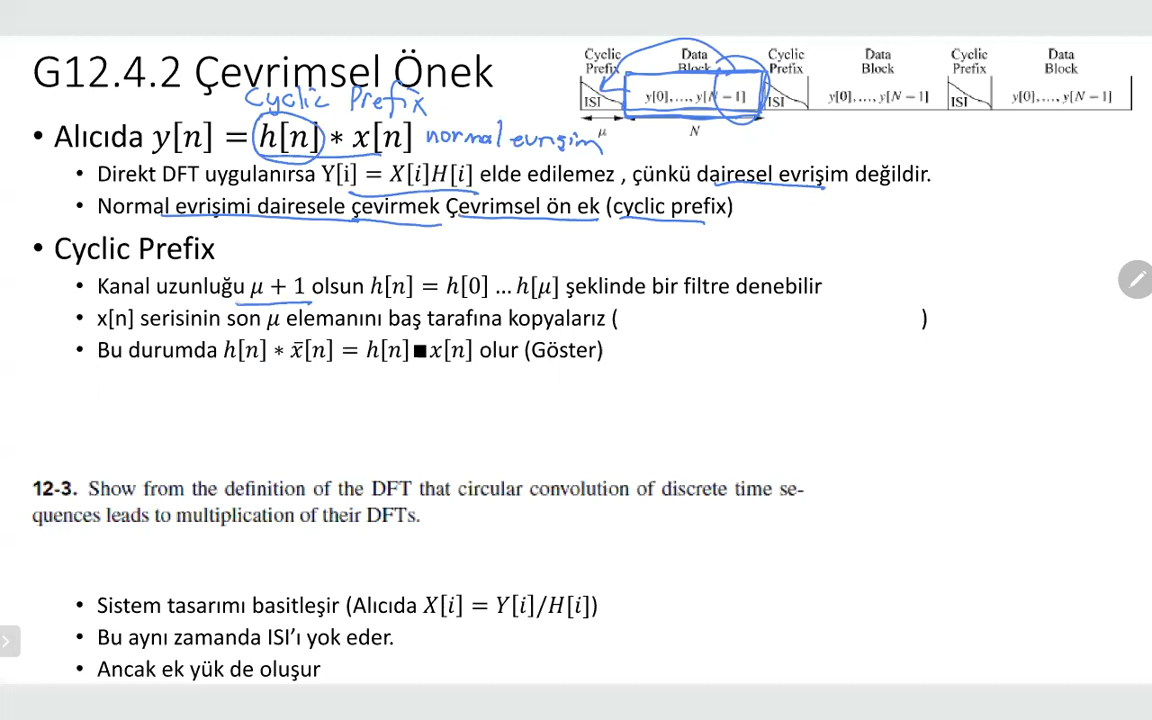 G12.4.2 Çevrimsel Önek
Cyclic Prefix
Cyclic Prefix Data Block Cyclic Prefix Data Block Cyclic Prefix Data Block
ISI y[0],..., y[N − 1] ISI y[0],..., y[N − 1] ISI y[0],..., y[N − 1]
μ N
• Alıcıda y[n] = h[n] ∗ x[n] normal evrişim
• Direkt DFT uygulanırsa Y[i] = X[i]H[i] elde edilemez , çünkü dairesel evrişim değildir.
• Normal evrişimi dairesele çevirmek Çevrimsel ön ek (cyclic prefix)
• Cyclic Prefix
• Kanal uzunluğu μ + 1 olsun h[n] = h[0] … h[μ] şeklinde bir filtre denebilir
• x[n] serisinin son μ elemanını baş tarafına kopyalarız ( )
• Bu durumda h[n] ∗ x̄[n] = h[n]■x[n] olur (Göster)
12-3. Show from the definition of the DFT that circular convolution of discrete time se-
quences leads to multiplication of their DFTs.
• Sistem tasarımı basitleşir (Alıcıda X[i] = Y[i]/H[i])
• Bu aynı zamanda ISI’ı yok eder.
• Ancak ek yük de oluşur